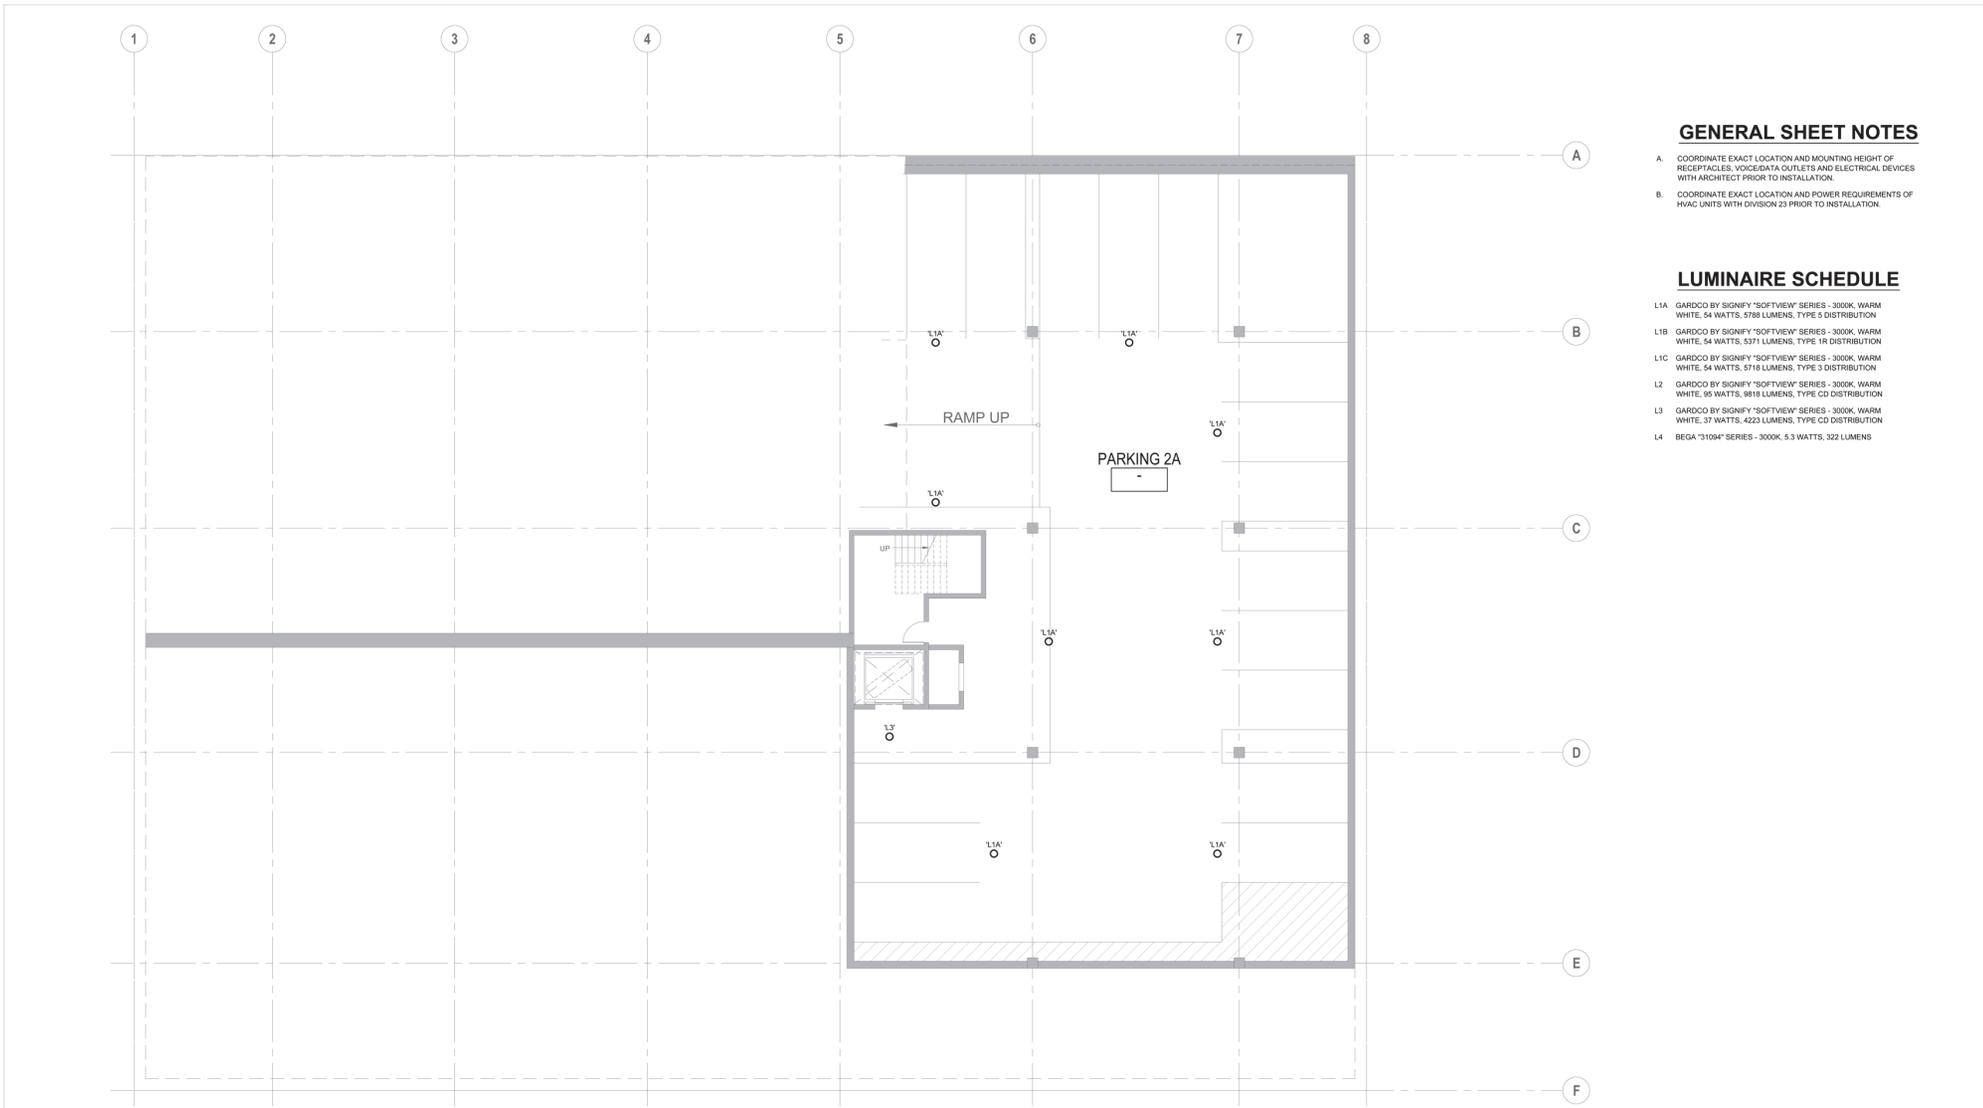 1 2 3 4 5 6 7 8
A
GENERAL SHEET NOTES
A. COORDINATE EXACT LOCATION AND MOUNTING HEIGHT OF
RECEPTACLES, VOICE/DATA OUTLETS AND ELECTRICAL DEVICES
WITH ARCHITECT PRIOR TO INSTALLATION.
B. COORDINATE EXACT LOCATION AND POWER REQUIREMENTS OF
HVAC UNITS WITH DIVISION 23 PRIOR TO INSTALLATION.
LUMINAIRE SCHEDULE
L1A GARDCO BY SIGNIFY "SOFTVIEW" SERIES - 3000K, WARM
WHITE, 54 WATTS, 5788 LUMENS, TYPE 5 DISTRIBUTION
L1B GARDCO BY SIGNIFY "SOFTVIEW" SERIES - 3000K, WARM
WHITE, 54 WATTS, 5371 LUMENS, TYPE 1R DISTRIBUTION
L1C GARDCO BY SIGNIFY "SOFTVIEW" SERIES - 3000K, WARM
WHITE, 54 WATTS, 5718 LUMENS, TYPE 3 DISTRIBUTION
L2 GARDCO BY SIGNIFY "SOFTVIEW" SERIES - 3000K, WARM
WHITE, 95 WATTS, 9818 LUMENS, TYPE CD DISTRIBUTION
L3 GARDCO BY SIGNIFY "SOFTVIEW" SERIES - 3000K, WARM
WHITE, 37 WATTS, 4223 LUMENS, TYPE CD DISTRIBUTION
L4 BEGA "31094" SERIES - 3000K, 5.3 WATTS, 322 LUMENS
B
'L1A' 'L1A'
RAMP UP
'L1A'
PARKING 2A
-
'L1A'
C
UP
'L1A' 'L1A'
'L3'
D
'L1A' 'L1A'
E
F